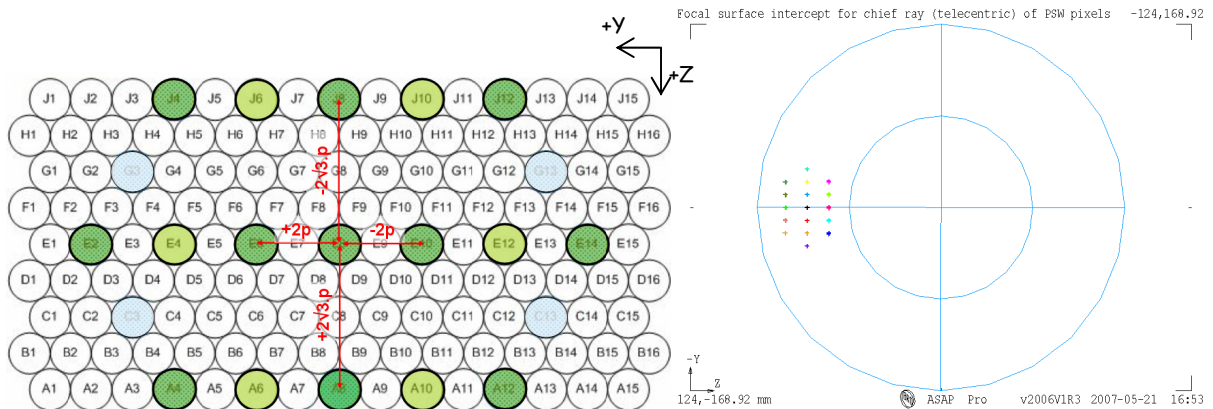 +Y
+Z
J1 J2 J3 J4 J5 J6 J7 J8 J9 J10 J11 J12 J13 J14 J15
H1 H2 H3 H4 H5 H6 H7 H8 H9 H10 H11 H12 H13 H14 H15 H16
G1 G2 G3 G4 G5 G6 G7 G8 G9 G10 G11 G12 G13 G14 G15
-2√3.p
F1 F2 F3 F4 F5 F6 F7 F8 F9 F10 F11 F12 F13 F14 F15 F16
+2p -2p
E1 E2 E3 E4 E5 E6 E7 E9 E10 E11 E12 E13 E14 E15
D1 D2 D3 D4 D5 D6 D7 D8 D9 D10 D11 D12 D13 D14 D15 D16
+2√3.p
C1 C2 C3 C4 C5 C6 C7 C8 C9 C10 C11 C12 C13 C14 C15
B1 B2 B3 B4 B5 B6 B7 B8 B9 B10 B11 B12 B13 B14 B15 B16
A1 A2 A3 A4 A5 A6 A7 A8 A9 A10 A11 A12 A13 A14 A15
Focal surface intercept for chief ray (telecentric) of PSW pixels -124,168.92
-Y
Z
124,-168.92 mm ASAP Pro v2006V1R3 2007-05-21 16:53